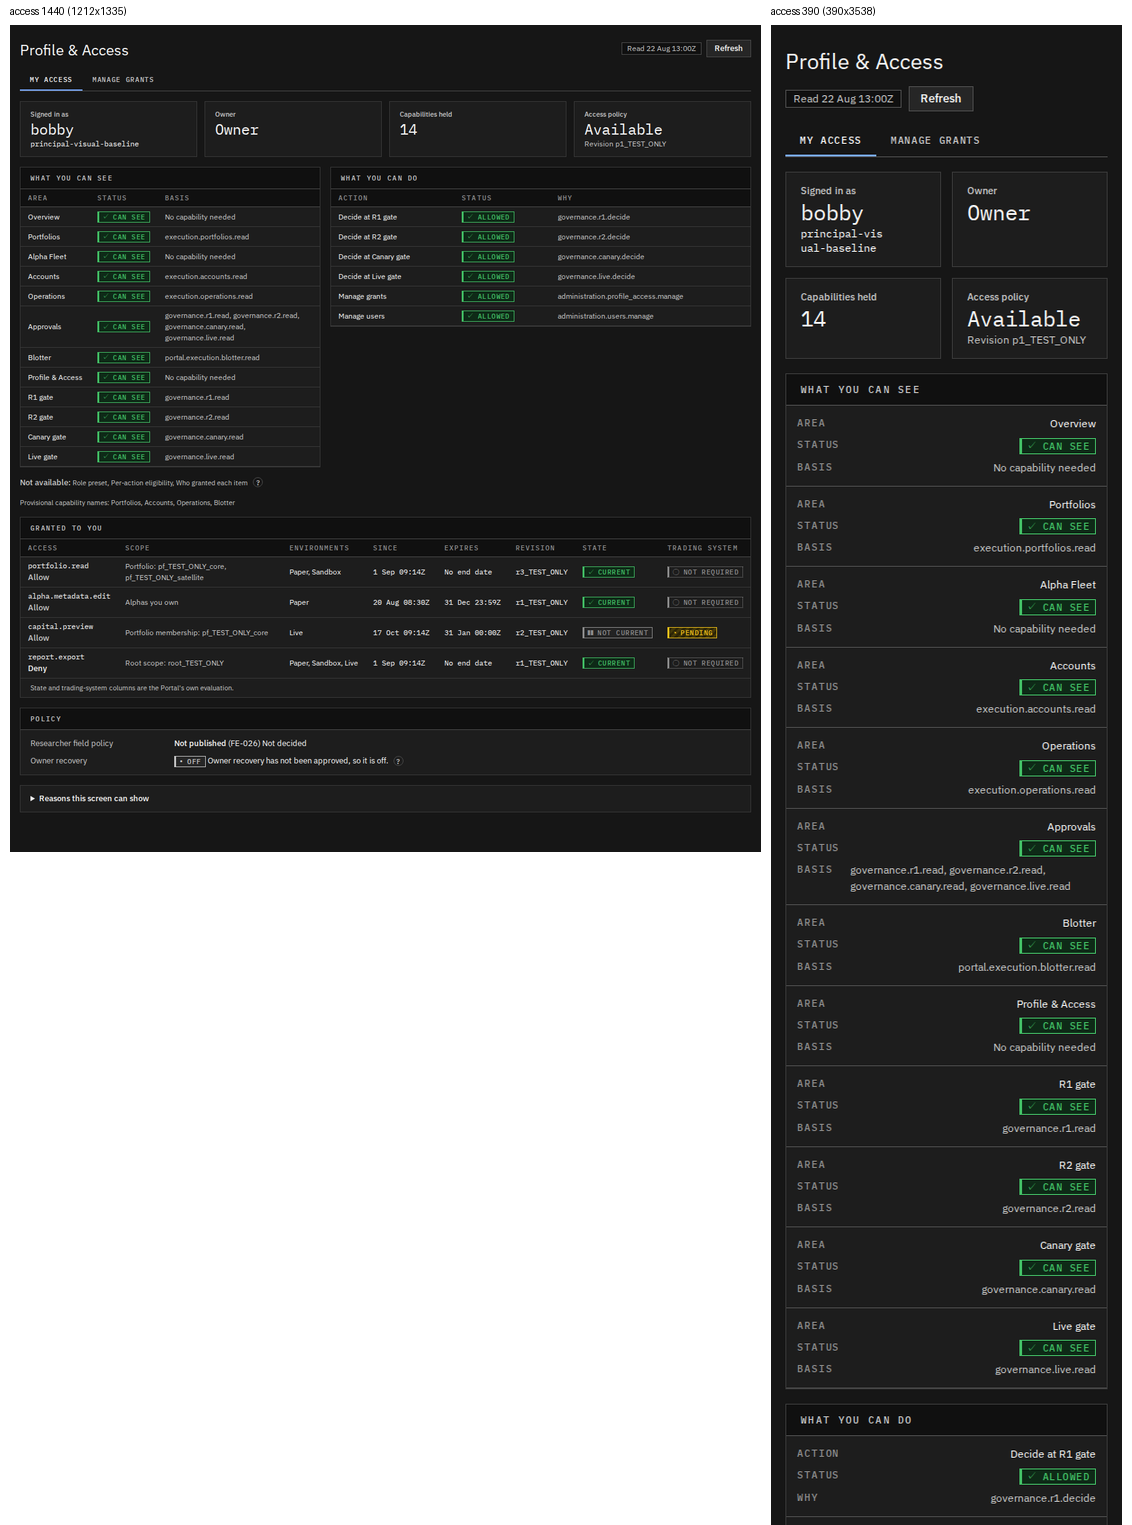 access 1440 (1212x1335)
Profile & Access
Read 22 Aug 13:00Z
Refresh
MY ACCESS
MANAGE GRANTS
Signed in as
bobby
principal-visual-baseline
Owner
Owner
Capabilities held
14
Access policy
Available
Revision p1_TEST_ONLY
WHAT YOU CAN SEE
AREA STATUS BASIS
Overview ✓ CAN SEE No capability needed
Portfolios ✓ CAN SEE execution.portfolios.read
Alpha Fleet ✓ CAN SEE No capability needed
Accounts ✓ CAN SEE execution.accounts.read
Operations ✓ CAN SEE execution.operations.read
Approvals ✓ CAN SEE governance.r1.read, governance.r2.read,
governance.canary.read,
governance.live.read
Blotter ✓ CAN SEE portal.execution.blotter.read
Profile & Access ✓ CAN SEE No capability needed
R1 gate ✓ CAN SEE governance.r1.read
R2 gate ✓ CAN SEE governance.r2.read
Canary gate ✓ CAN SEE governance.canary.read
Live gate ✓ CAN SEE governance.live.read
WHAT YOU CAN DO
ACTION STATUS WHY
Decide at R1 gate ✓ ALLOWED governance.r1.decide
Decide at R2 gate ✓ ALLOWED governance.r2.decide
Decide at Canary gate ✓ ALLOWED governance.canary.decide
Decide at Live gate ✓ ALLOWED governance.live.decide
Manage grants ✓ ALLOWED administration.profile_access.manage
Manage users ✓ ALLOWED administration.users.manage
Not available: Role preset, Per-action eligibility, Who granted each item ?
Provisional capability names: Portfolios, Accounts, Operations, Blotter
GRANTED TO YOU
ACCESS SCOPE ENVIRONMENTS SINCE EXPIRES REVISION STATE TRADING SYSTEM
portfolio.read
Allow
Portfolio: pf_TEST_ONLY_core,
pf_TEST_ONLY_satellite
Paper, Sandbox 1 Sep 09:14Z No end date r3_TEST_ONLY ✓ CURRENT NOT REQUIRED
alpha.metadata.edit
Allow
Alphas you own Paper 20 Aug 08:30Z 31 Dec 23:59Z r1_TEST_ONLY ✓ CURRENT NOT REQUIRED
capital.preview
Allow
Portfolio membership: pf_TEST_ONLY_core Live 17 Oct 09:14Z 31 Jan 00:00Z r2_TEST_ONLY NOT CURRENT PENDING
report.export
Deny
Root scope: root_TEST_ONLY Paper, Sandbox, Live 1 Sep 09:14Z No end date r1_TEST_ONLY ✓ CURRENT NOT REQUIRED
State and trading-system columns are the Portal's own evaluation.
POLICY
Researcher field policy Not published (FE-026) Not decided
Owner recovery OFF Owner recovery has not been approved, so it is off. ?
Reasons this screen can show
access 390 (390x3538)
Profile & Access
Read 22 Aug 13:00Z
Refresh
MY ACCESS
MANAGE GRANTS
Signed in as
bobby
principal-vis
ual-baseline
Owner
Owner
Capabilities held
14
Access policy
Available
Revision p1_TEST_ONLY
WHAT YOU CAN SEE
AREA Overview
STATUS ✓ CAN SEE
BASIS No capability needed
AREA Portfolios
STATUS ✓ CAN SEE
BASIS execution.portfolios.read
AREA Alpha Fleet
STATUS ✓ CAN SEE
BASIS No capability needed
AREA Accounts
STATUS ✓ CAN SEE
BASIS execution.accounts.read
AREA Operations
STATUS ✓ CAN SEE
BASIS execution.operations.read
AREA Approvals
STATUS ✓ CAN SEE
BASIS governance.r1.read, governance.r2.read,
governance.canary.read, governance.live.read
AREA Blotter
STATUS ✓ CAN SEE
BASIS portal.execution.blotter.read
AREA Profile & Access
STATUS ✓ CAN SEE
BASIS No capability needed
AREA R1 gate
STATUS ✓ CAN SEE
BASIS governance.r1.read
AREA R2 gate
STATUS ✓ CAN SEE
BASIS governance.r2.read
AREA Canary gate
STATUS ✓ CAN SEE
BASIS governance.canary.read
AREA Live gate
STATUS ✓ CAN SEE
BASIS governance.live.read
WHAT YOU CAN DO
ACTION Decide at R1 gate
STATUS ✓ ALLOWED
WHY governance.r1.decide